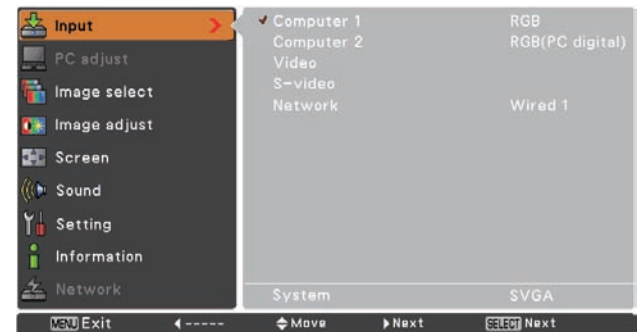 Input
PC adjust
Image select
Image adjust
Screen
Sound
Setting
Information
Network
✔ Computer 1 RGB
Computer 2 RGB(PC digital)
Video
S-video
Network Wired 1
System SVGA
MENU Exit ◀ ----- ◆ Move ▶ Next SELECT Next